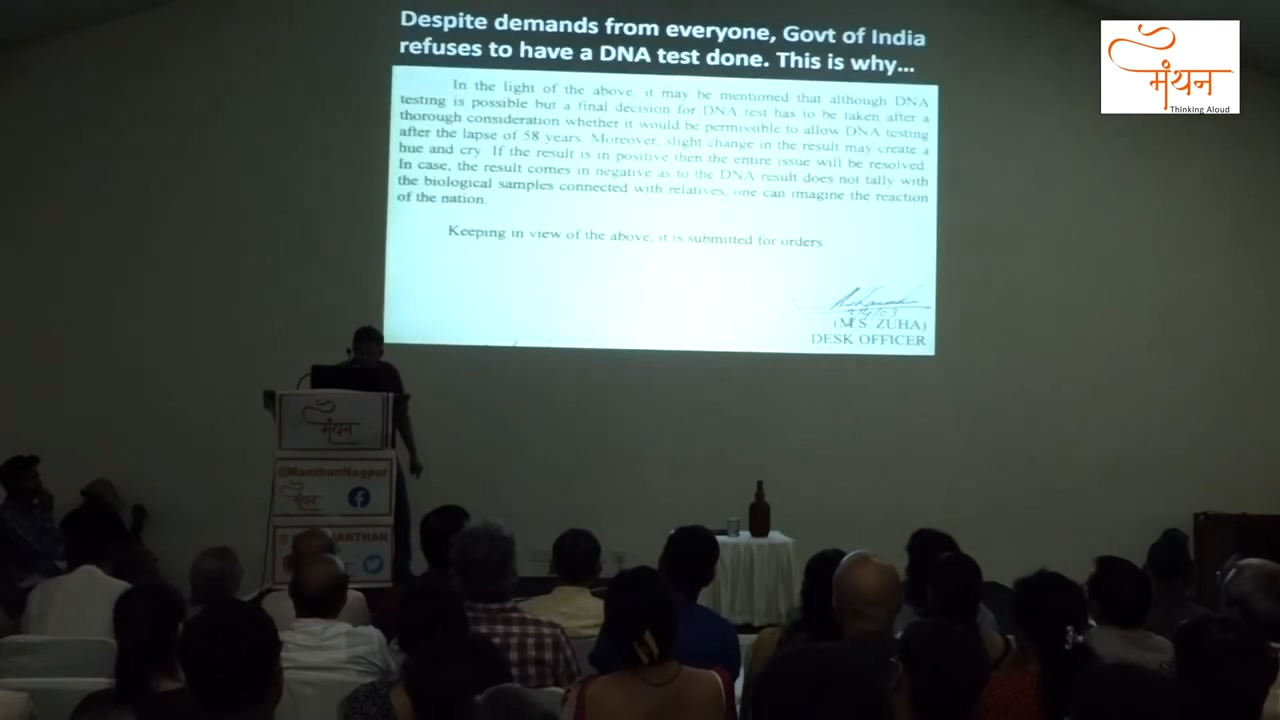 Despite demands from everyone, Govt of India
refuses to have a DNA test done. This is why...
In the light of the above, it may be mentioned that although DNA
testing is possible but a final decision for DNA test has to be taken after a
thorough consideration whether it would be permissible to allow DNA testing
after the lapse of 58 years. Moreover, slight change in the result may create a
hue and cry. If the result is in positive then the entire issue will be resolved.
In case, the result comes in negative as to the DNA result does not tally with
the biological samples connected with relatives, one can imagine the reaction
of the nation.
Keeping in view of the above, it is submitted for orders.
(M.S. ZUHA)
DESK OFFICER
मंथन
Thinking Aloud
मंथन
@ManthanNagpur
मंथन
MANTHAN